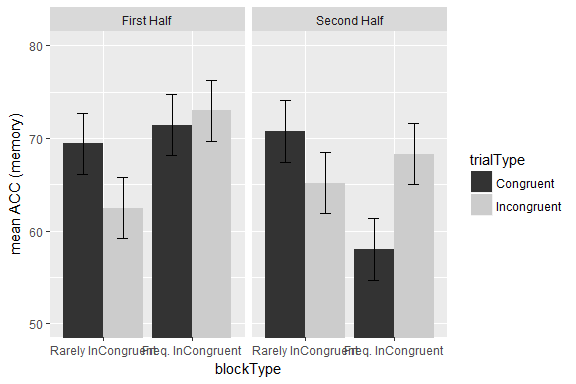 First Half
Second Half
80
70
60
50
mean ACC (memory)
Rarely InCongruent
Freq. InCongruent
Rarely InCongruent
Freq. InCongruent
blockType
trialType
Congruent
Incongruent